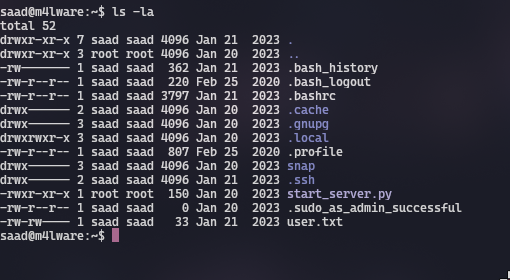 saad@m4lware:~$ ls -la
total 52
drwxr-xr-x 7 saad saad 4096 Jan 21  2023 .
drwxr-xr-x 3 root root 4096 Jan 20  2023 ..
-rw------- 1 saad saad  362 Jan 21  2023 .bash_history
-rw-r--r-- 1 saad saad  220 Feb 25  2020 .bash_logout
-rw-r--r-- 1 saad saad 3797 Jan 21  2023 .bashrc
drwx------ 2 saad saad 4096 Jan 20  2023 .cache
drwx------ 3 saad saad 4096 Jan 20  2023 .gnupg
drwxrwxr-x 3 saad saad 4096 Jan 20  2023 .local
-rw-r--r-- 1 saad saad  807 Feb 25  2020 .profile
drwx------ 3 saad saad 4096 Jan 20  2023 snap
drwx------ 2 saad saad 4096 Jan 21  2023 .ssh
-rwxr-xr-x 1 root root  150 Jan 20  2023 start_server.py
-rw-r--r-- 1 saad saad    0 Jan 20  2023 .sudo_as_admin_successful
-rw-rw---- 1 saad saad   33 Jan 21  2023 user.txt
saad@m4lware:~$